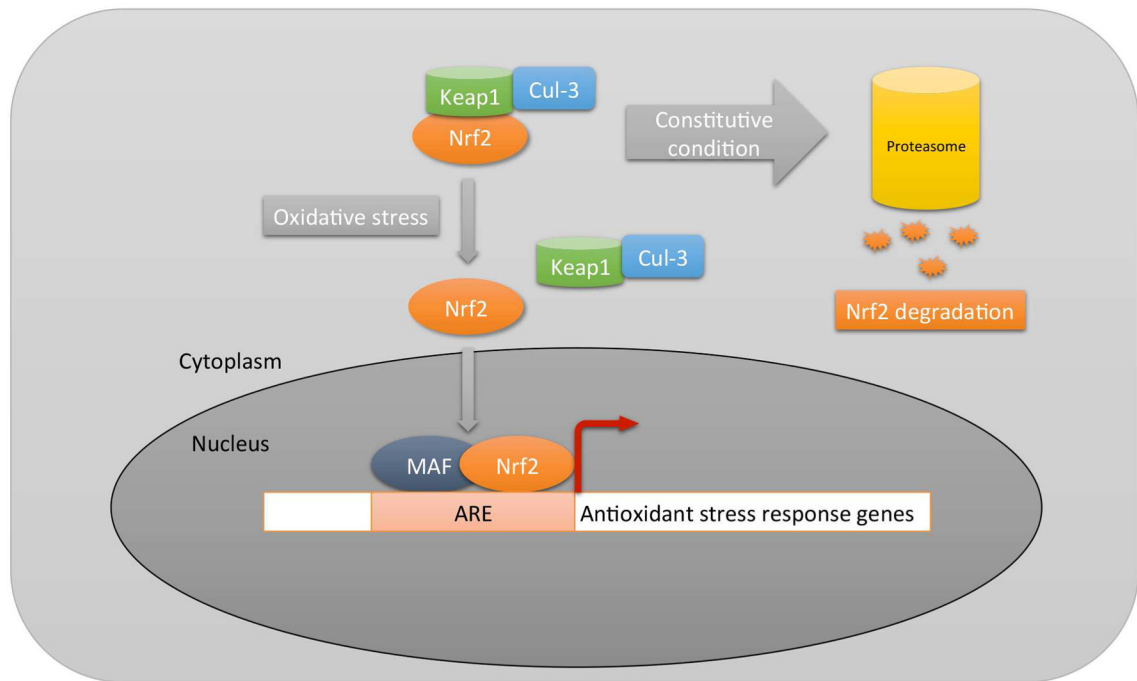 Keap1
Cul-3
Nrf2
Constitutive
condition
Proteasome
Oxidative stress
Keap1
Cul-3
Nrf2
Nrf2 degradation
Cytoplasm
Nucleus
MAF
Nrf2
ARE
Antioxidant stress response genes